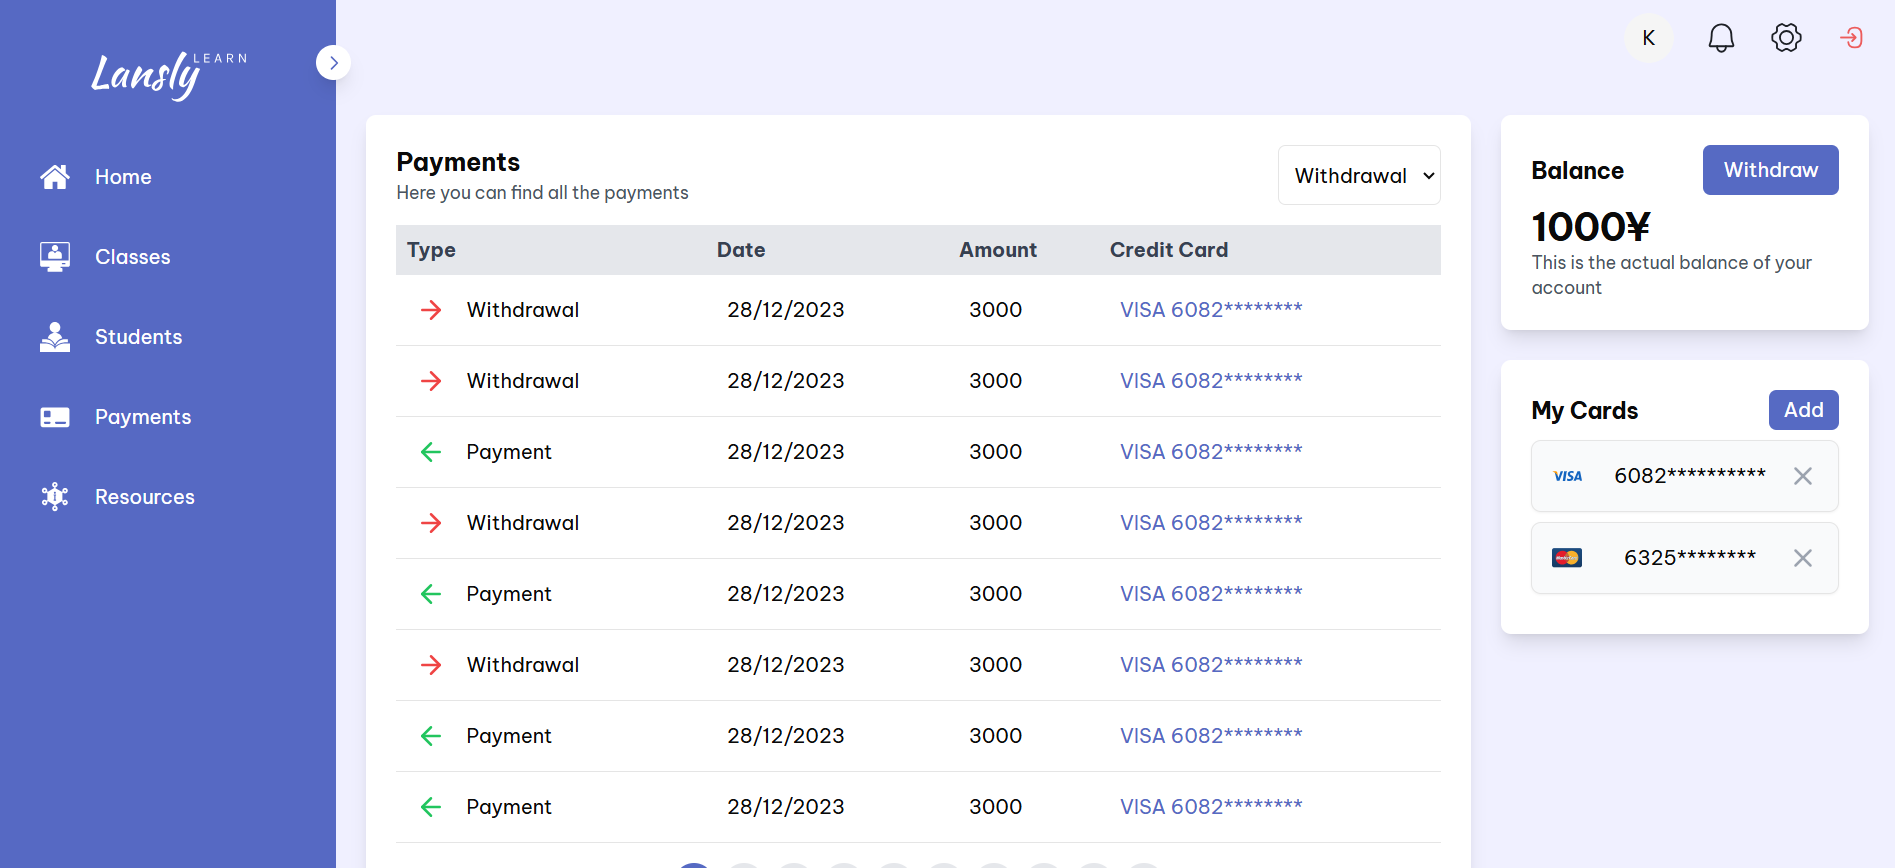 Lansly LEARN
Home
Classes
Students
Payments
Resources
K
Payments
Here you can find all the payments
Withdrawal
Type Date Amount Credit Card
Withdrawal 28/12/2023 3000 VISA 6082********
Withdrawal 28/12/2023 3000 VISA 6082********
Payment 28/12/2023 3000 VISA 6082********
Withdrawal 28/12/2023 3000 VISA 6082********
Payment 28/12/2023 3000 VISA 6082********
Withdrawal 28/12/2023 3000 VISA 6082********
Payment 28/12/2023 3000 VISA 6082********
Payment 28/12/2023 3000 VISA 6082********
Balance
Withdraw
1000¥
This is the actual balance of your
account
My Cards
Add
VISA 6082**********
6325********